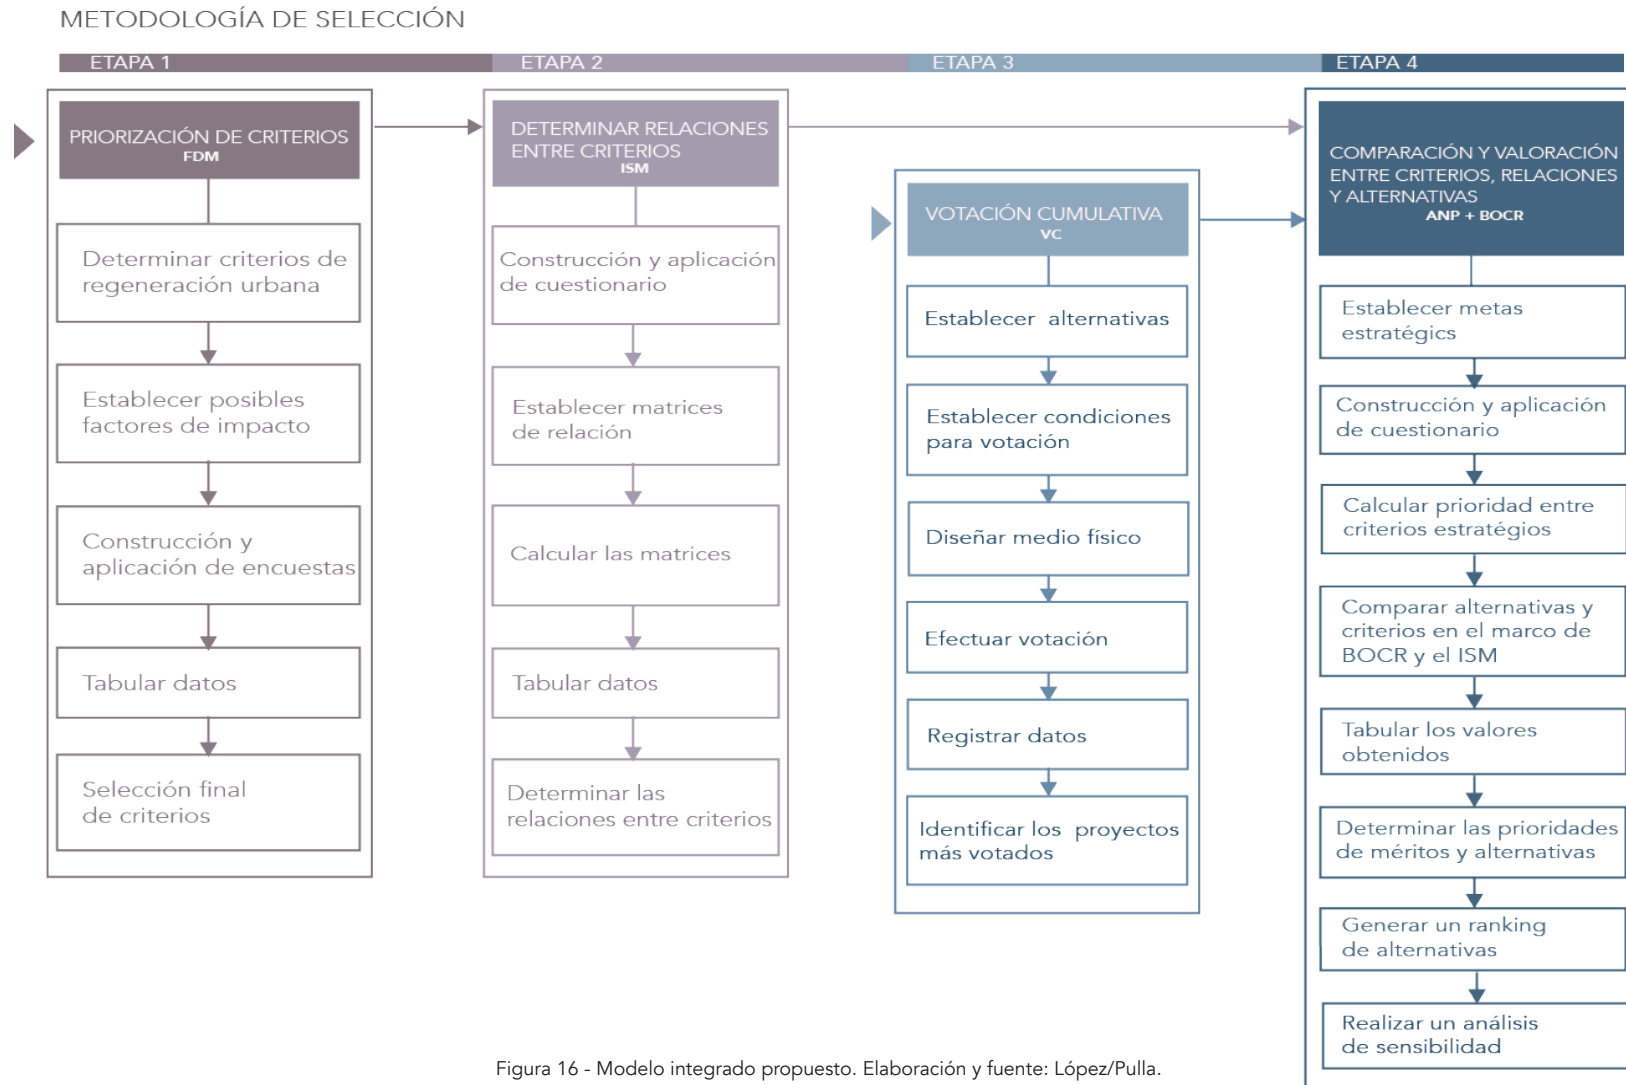 METODOLOGÍA DE SELECCIÓN
ETAPA 1
ETAPA 2
ETAPA 3
ETAPA 4
PRIORIZACIÓN DE CRITERIOS
FDM
Determinar criterios de
regeneración urbana
Establecer posibles
factores de impacto
Construcción y
aplicación de encuestas
Tabular datos
Selección final
de criterios
DETERMINAR RELACIONES
ENTRE CRITERIOS
ISM
Construcción y aplicación
de cuestionario
Establecer matrices
de relación
Calcular las matrices
Tabular datos
Determinar las
relaciones entre criterios
VOTACIÓN CUMULATIVA
VC
Establecer alternativas
Establecer condiciones
para votación
Diseñar medio físico
Efectuar votación
Registrar datos
Identificar los proyectos
más votados
COMPARACIÓN Y VALORACIÓN
ENTRE CRITERIOS, RELACIONES
Y ALTERNATIVAS
ANP + BOCR
Establecer metas
estratégics
Construcción y aplicación
de cuestionario
Calcular prioridad entre
criterios estratégios
Comparar alternativas y
criterios en el marco de
BOCR y el ISM
Tabular los valores
obtenidos
Determinar las prioridades
de méritos y alternativas
Generar un ranking
de alternativas
Realizar un análisis
de sensibilidad
Figura 16 - Modelo integrado propuesto. Elaboración y fuente: López/Pulla.